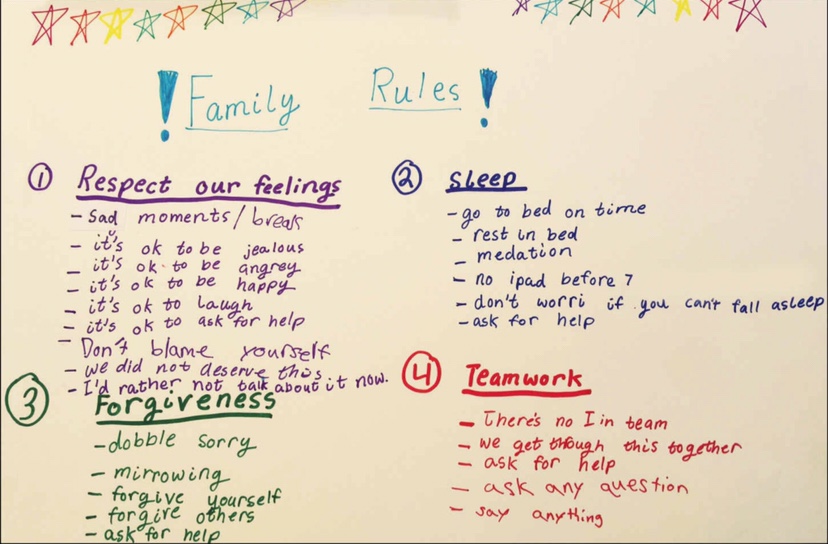 ! Family Rules !
① Respect our feelings
- Sad moments / break
- it's ok to be jealous
- it's ok to be angrey
- it's ok to be happy
- it's ok to laugh
- it's ok to ask for help
- Don't blame yourself
- we did not deserve this
- I'd rather not talk about it now.
② Sleep
- go to bed on time
- rest in bed
- medation
- no ipad before 7
- don't worri if you can't fall asleep
- ask for help
③ Forgiveness
- dobble sorry
- mirrowing
- forgive yourself
- forgive others
- ask for help
④ Teamwork
- There's no I in team
- we get though this together
- ask for help
- ask any question
- say anything